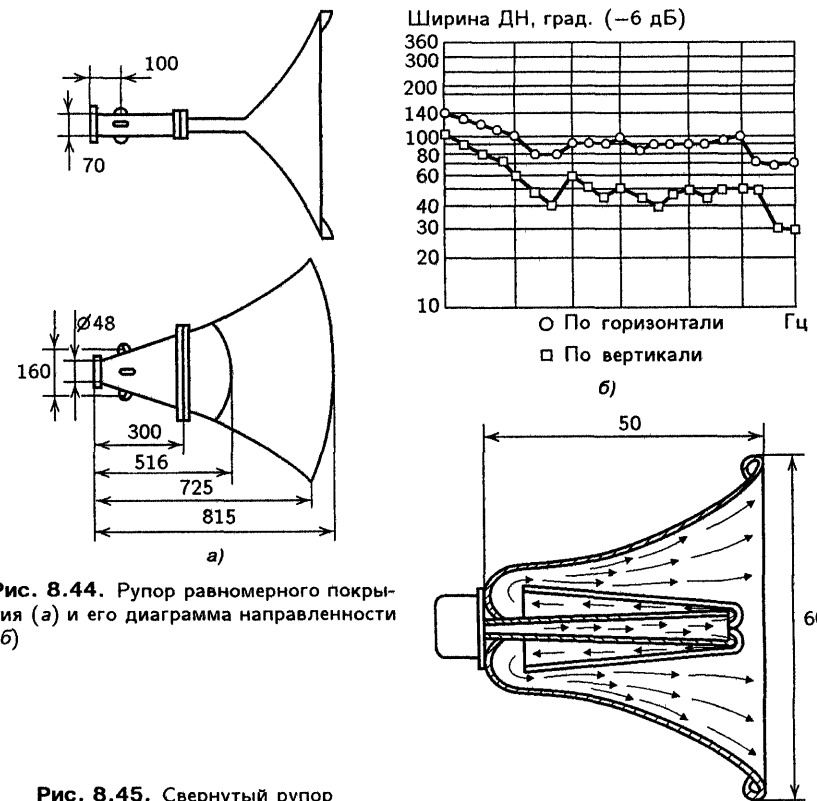 100
70
Ø48
160
300
516
725
815
а)
Рис. 8.44. Рупор равномерного покры-
ия (а) и его диаграмма направленности
б)
Ширина ДН, град. (−6 дБ)
360
300
200
140
100
80
60
40
30
20
10
По горизонтали Гц
По вертикали
б)
50
60
Рис. 8.45. Свернутый рупор